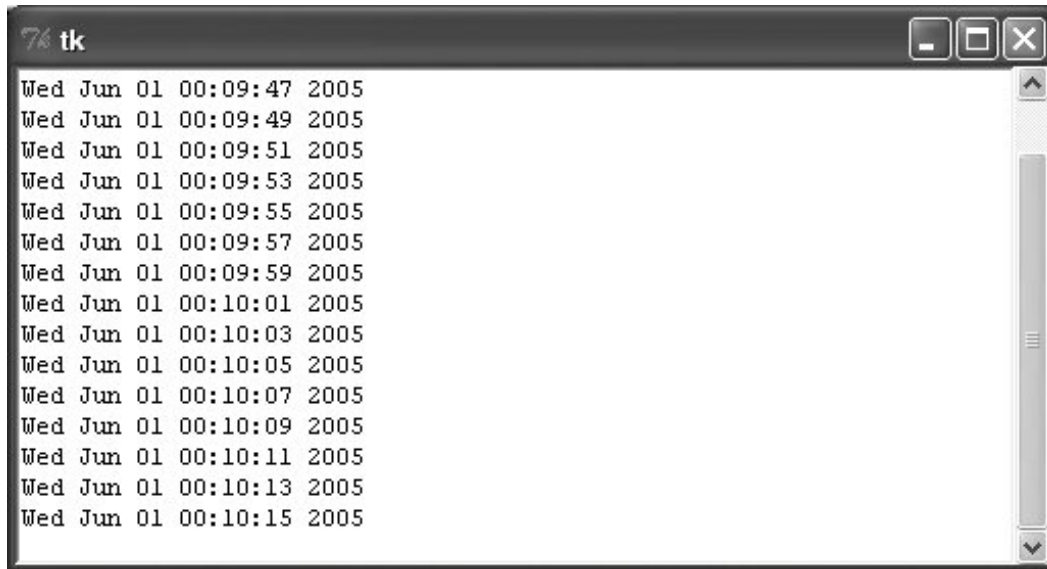 tk
Wed Jun 01 00:09:47 2005
Wed Jun 01 00:09:49 2005
Wed Jun 01 00:09:51 2005
Wed Jun 01 00:09:53 2005
Wed Jun 01 00:09:55 2005
Wed Jun 01 00:09:57 2005
Wed Jun 01 00:09:59 2005
Wed Jun 01 00:10:01 2005
Wed Jun 01 00:10:03 2005
Wed Jun 01 00:10:05 2005
Wed Jun 01 00:10:07 2005
Wed Jun 01 00:10:09 2005
Wed Jun 01 00:10:11 2005
Wed Jun 01 00:10:13 2005
Wed Jun 01 00:10:15 2005